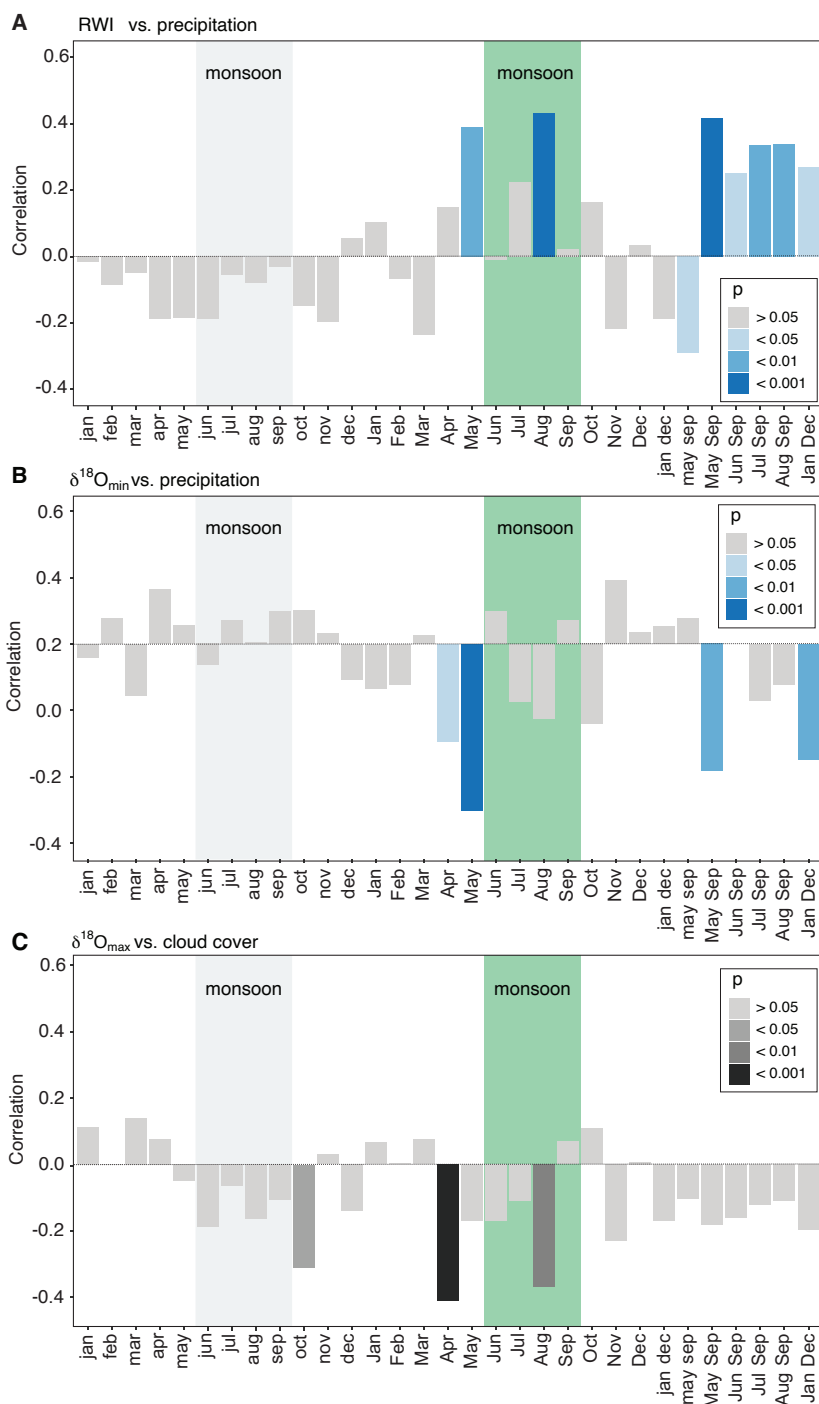 A RWI vs. precipitation
monsoon
monsoon
0.6
0.4
0.2
0.0
-0.2
-0.4
Correlation
p
> 0.05
< 0.05
< 0.01
< 0.001
jan feb mar apr may jun jul aug sep oct nov dec Jan Feb Mar Apr May Jun Jul Aug Sep Oct Nov Dec jan dec may sep May Sep Jun Sep Jul Sep Aug Sep Jan Dec
B δ18Omin vs. precipitation
monsoon
monsoon
0.6
0.4
0.2
0.0
-0.2
-0.4
Correlation
p
> 0.05
< 0.05
< 0.01
< 0.001
jan feb mar apr may jun jul aug sep oct nov dec Jan Feb Mar Apr May Jun Jul Aug Sep Oct Nov Dec jan dec may sep May Sep Jun Sep Jul Sep Aug Sep Jan Dec
C δ18Omax vs. cloud cover
monsoon
monsoon
0.6
0.4
0.2
0.0
-0.2
-0.4
Correlation
p
> 0.05
< 0.05
< 0.01
< 0.001
jan feb mar apr may jun jul aug sep oct nov dec Jan Feb Mar Apr May Jun Jul Aug Sep Oct Nov Dec jan dec may sep May Sep Jun Sep Jul Sep Aug Sep Jan Dec